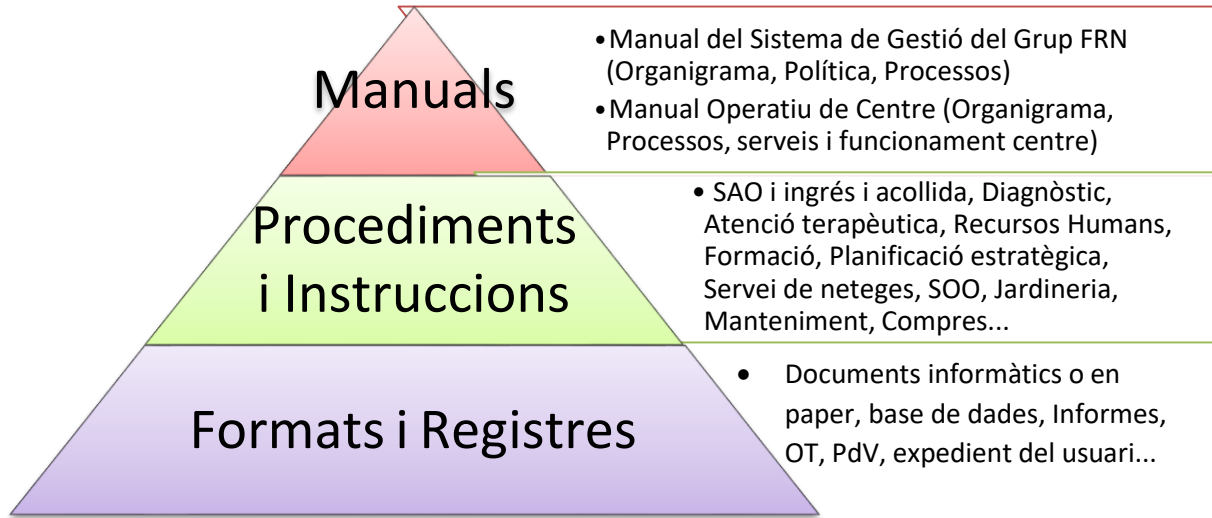 Manuals
•Manual del Sistema de Gestió del Grup FRN
(Organigrama, Política, Processos)
•Manual Operatiu de Centre (Organigrama,
Processos, serveis i funcionament centre)
Procediments
i Instruccions
• SAO i ingrés i acollida, Diagnòstic,
Atenció terapèutica, Recursos Humans,
Formació, Planificació estratègica,
Servei de neteges, SOO, Jardineria,
Manteniment, Compres...
Formats i Registres
• Documents informàtics o en
paper, base de dades, Informes,
OT, PdV, expedient del usuari...